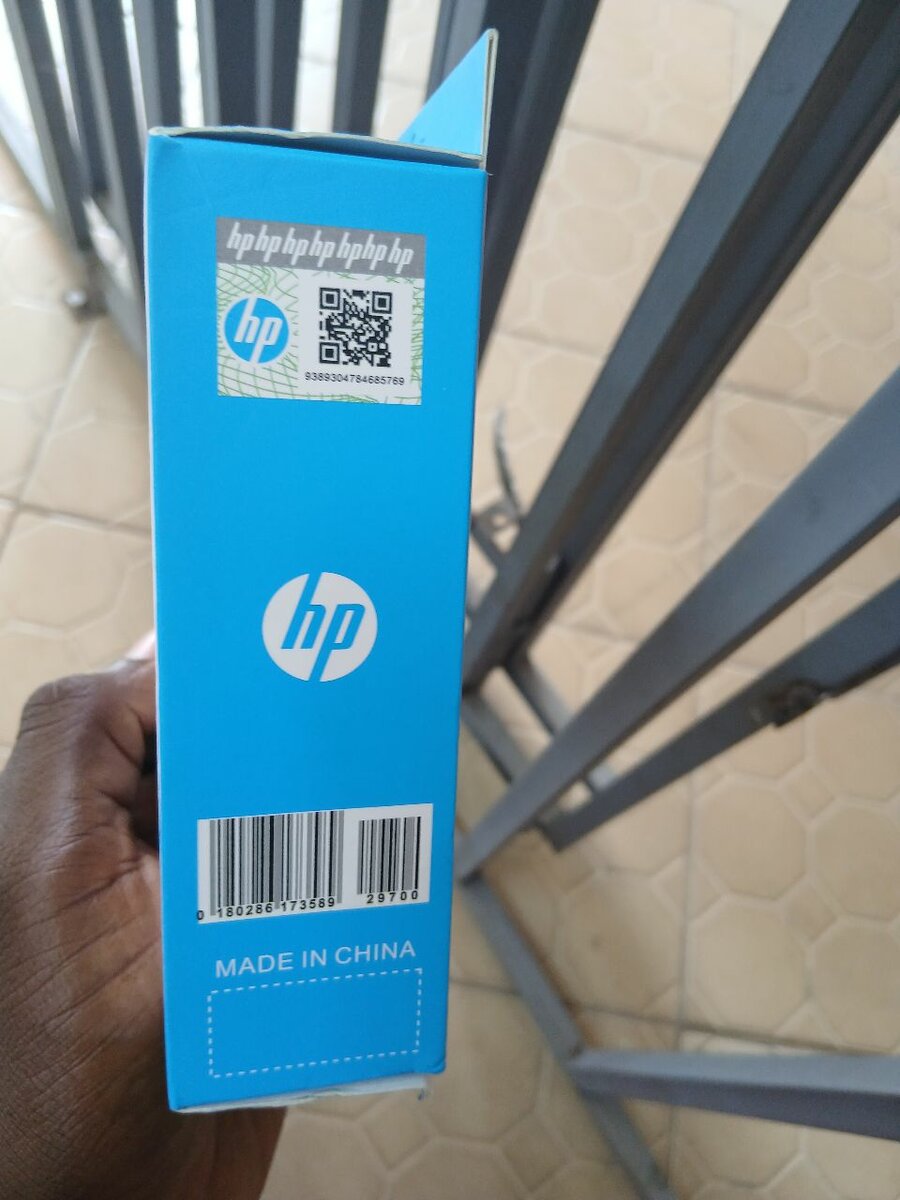 hp hp hp hp hp hp hp
hp
9389304784685769
hp
0 180286 173589
29700
MADE IN CHINA